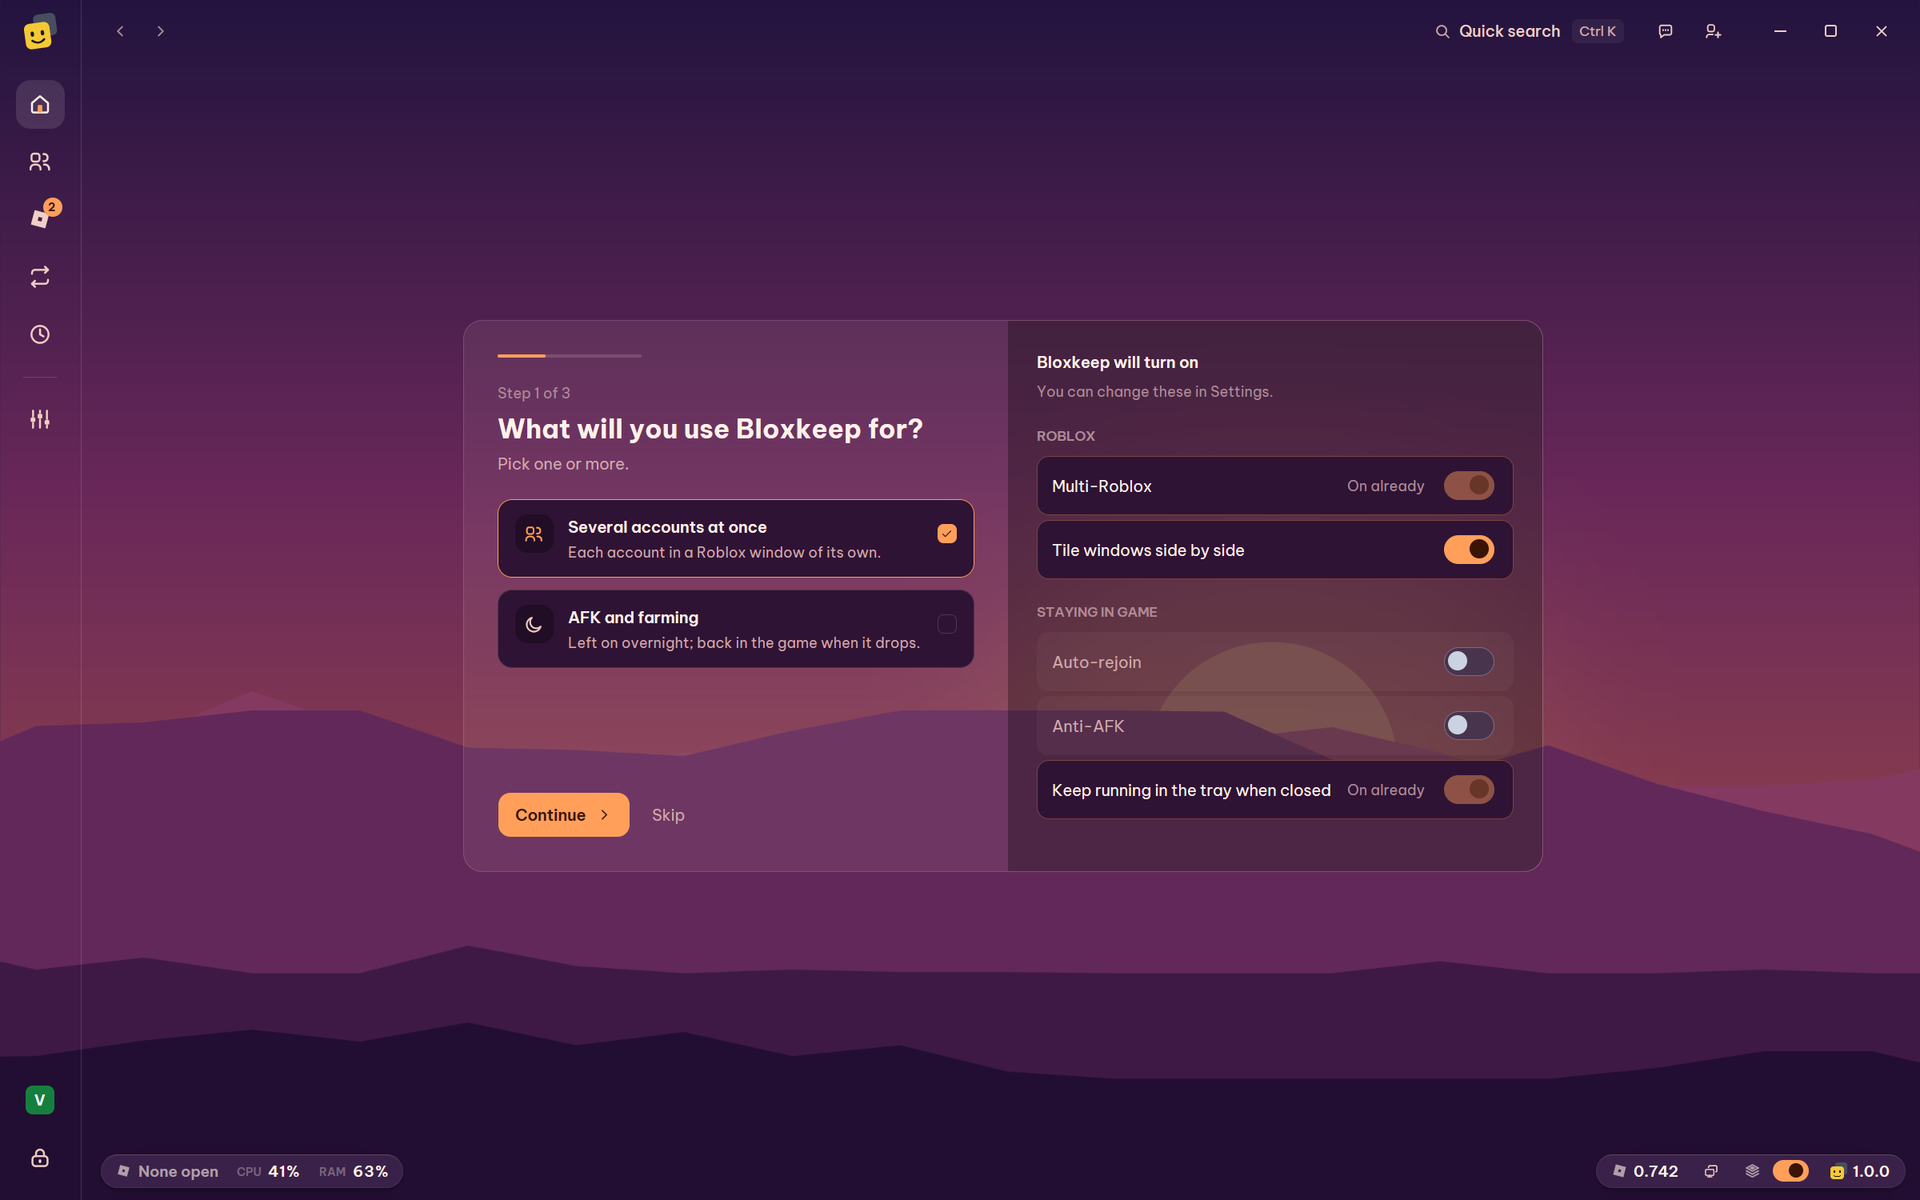 Quick search Ctrl K
2
Step 1 of 3
What will you use Bloxkeep for?
Pick one or more.
Several accounts at once
Each account in a Roblox window of its own.
AFK and farming
Left on overnight; back in the game when it drops.
Continue
Skip
Bloxkeep will turn on
You can change these in Settings.
ROBLOX
Multi-Roblox On already
Tile windows side by side
STAYING IN GAME
Auto-rejoin
Anti-AFK
Keep running in the tray when closed On already
V
None open CPU 41% RAM 63%
0.742
1.0.0